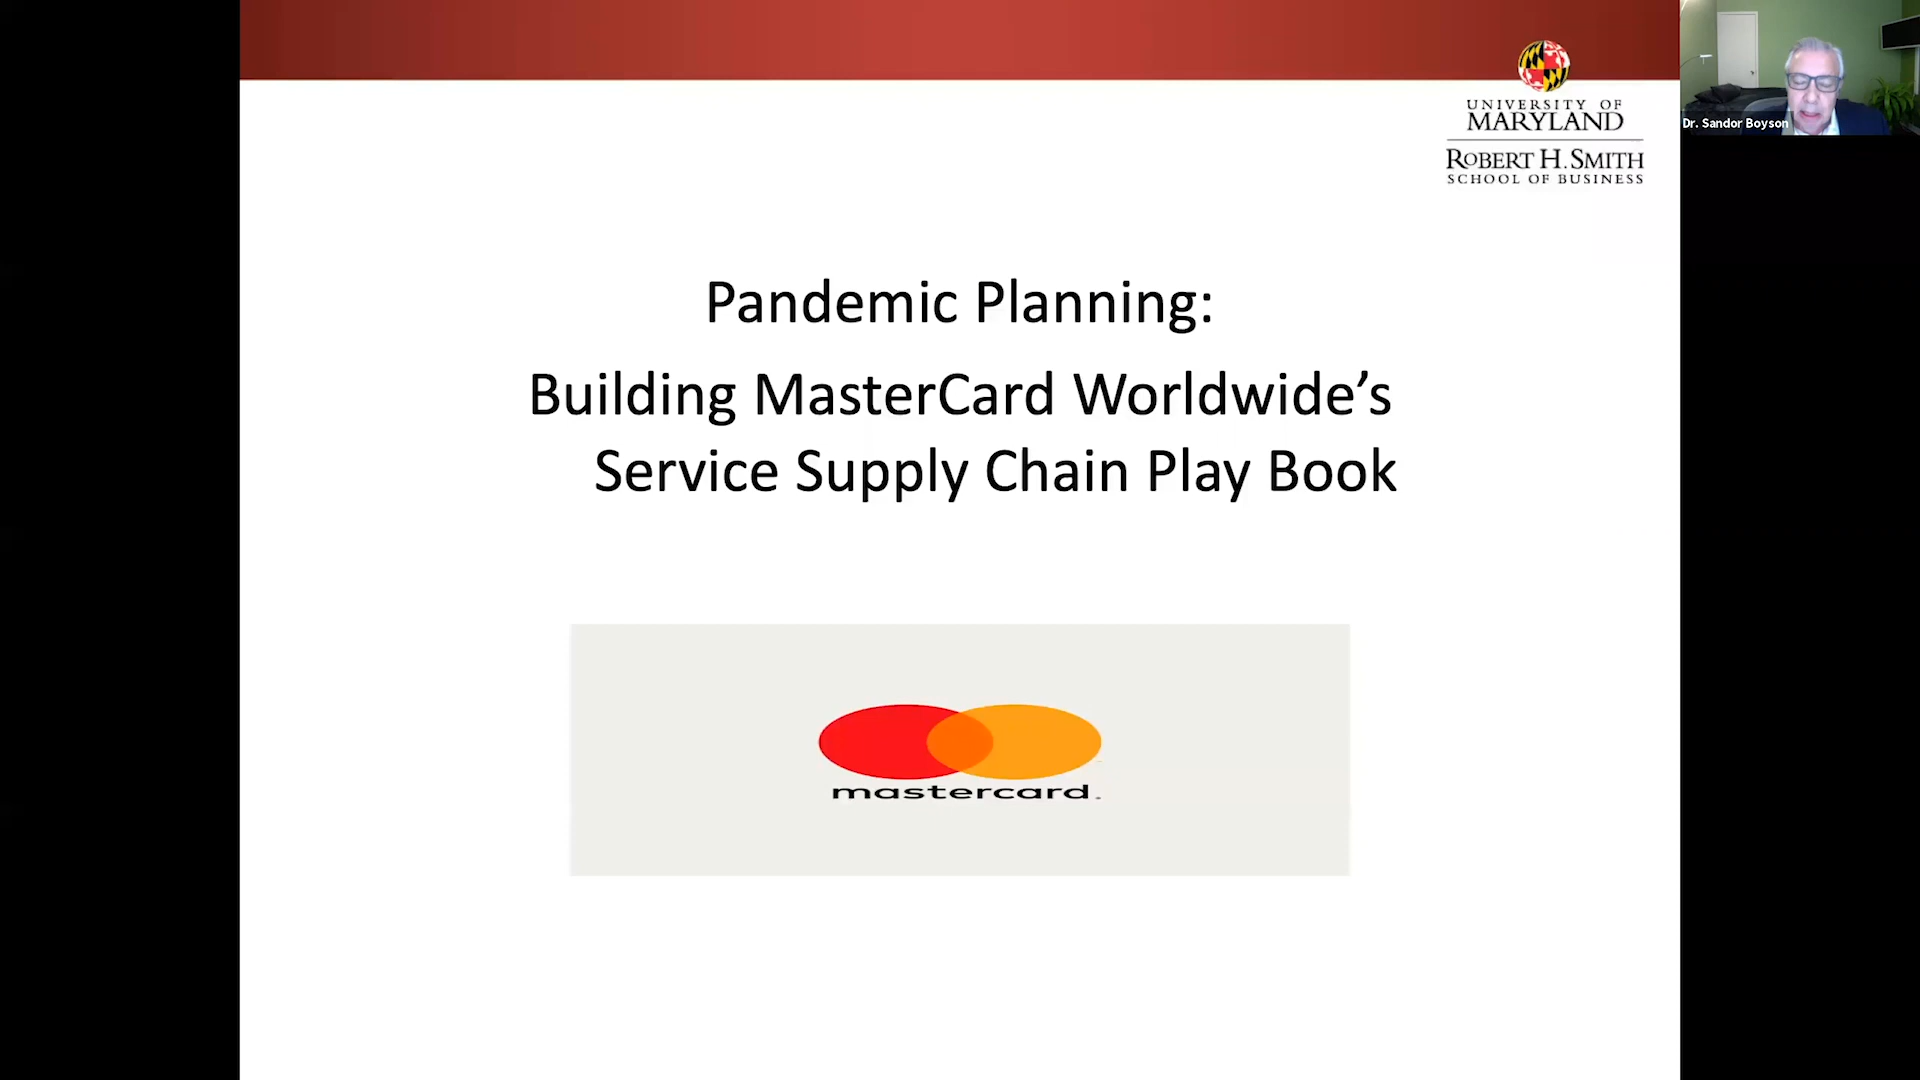 UNIVERSITY OF
MARYLAND
ROBERT H. SMITH
SCHOOL OF BUSINESS
Dr. Sandor Boyson
Pandemic Planning:
Building MasterCard Worldwide’s
Service Supply Chain Play Book
mastercard.